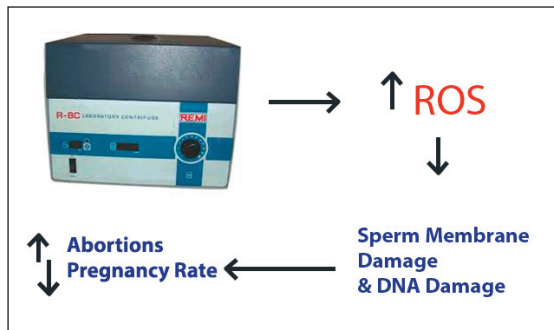 R-8C LABORATORY CENTRIFUGE
REMI
ROS
Sperm Membrane
Damage
& DNA Damage
Abortions
Pregnancy Rate